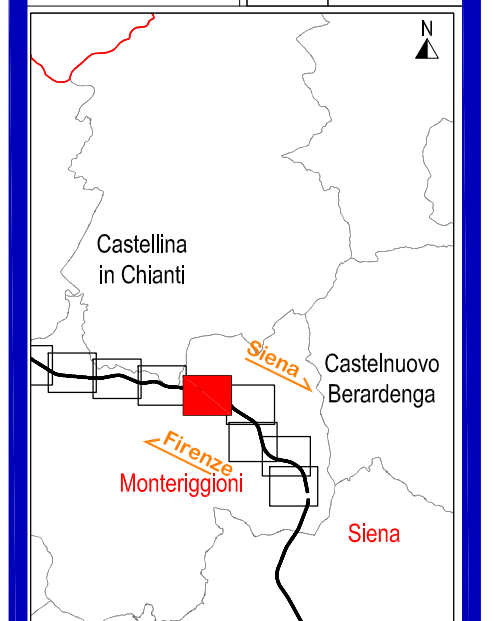 N
Castellina
in Chianti
Siena
Castelnuovo
Berardenga
Firenze
Monteriggioni
Siena